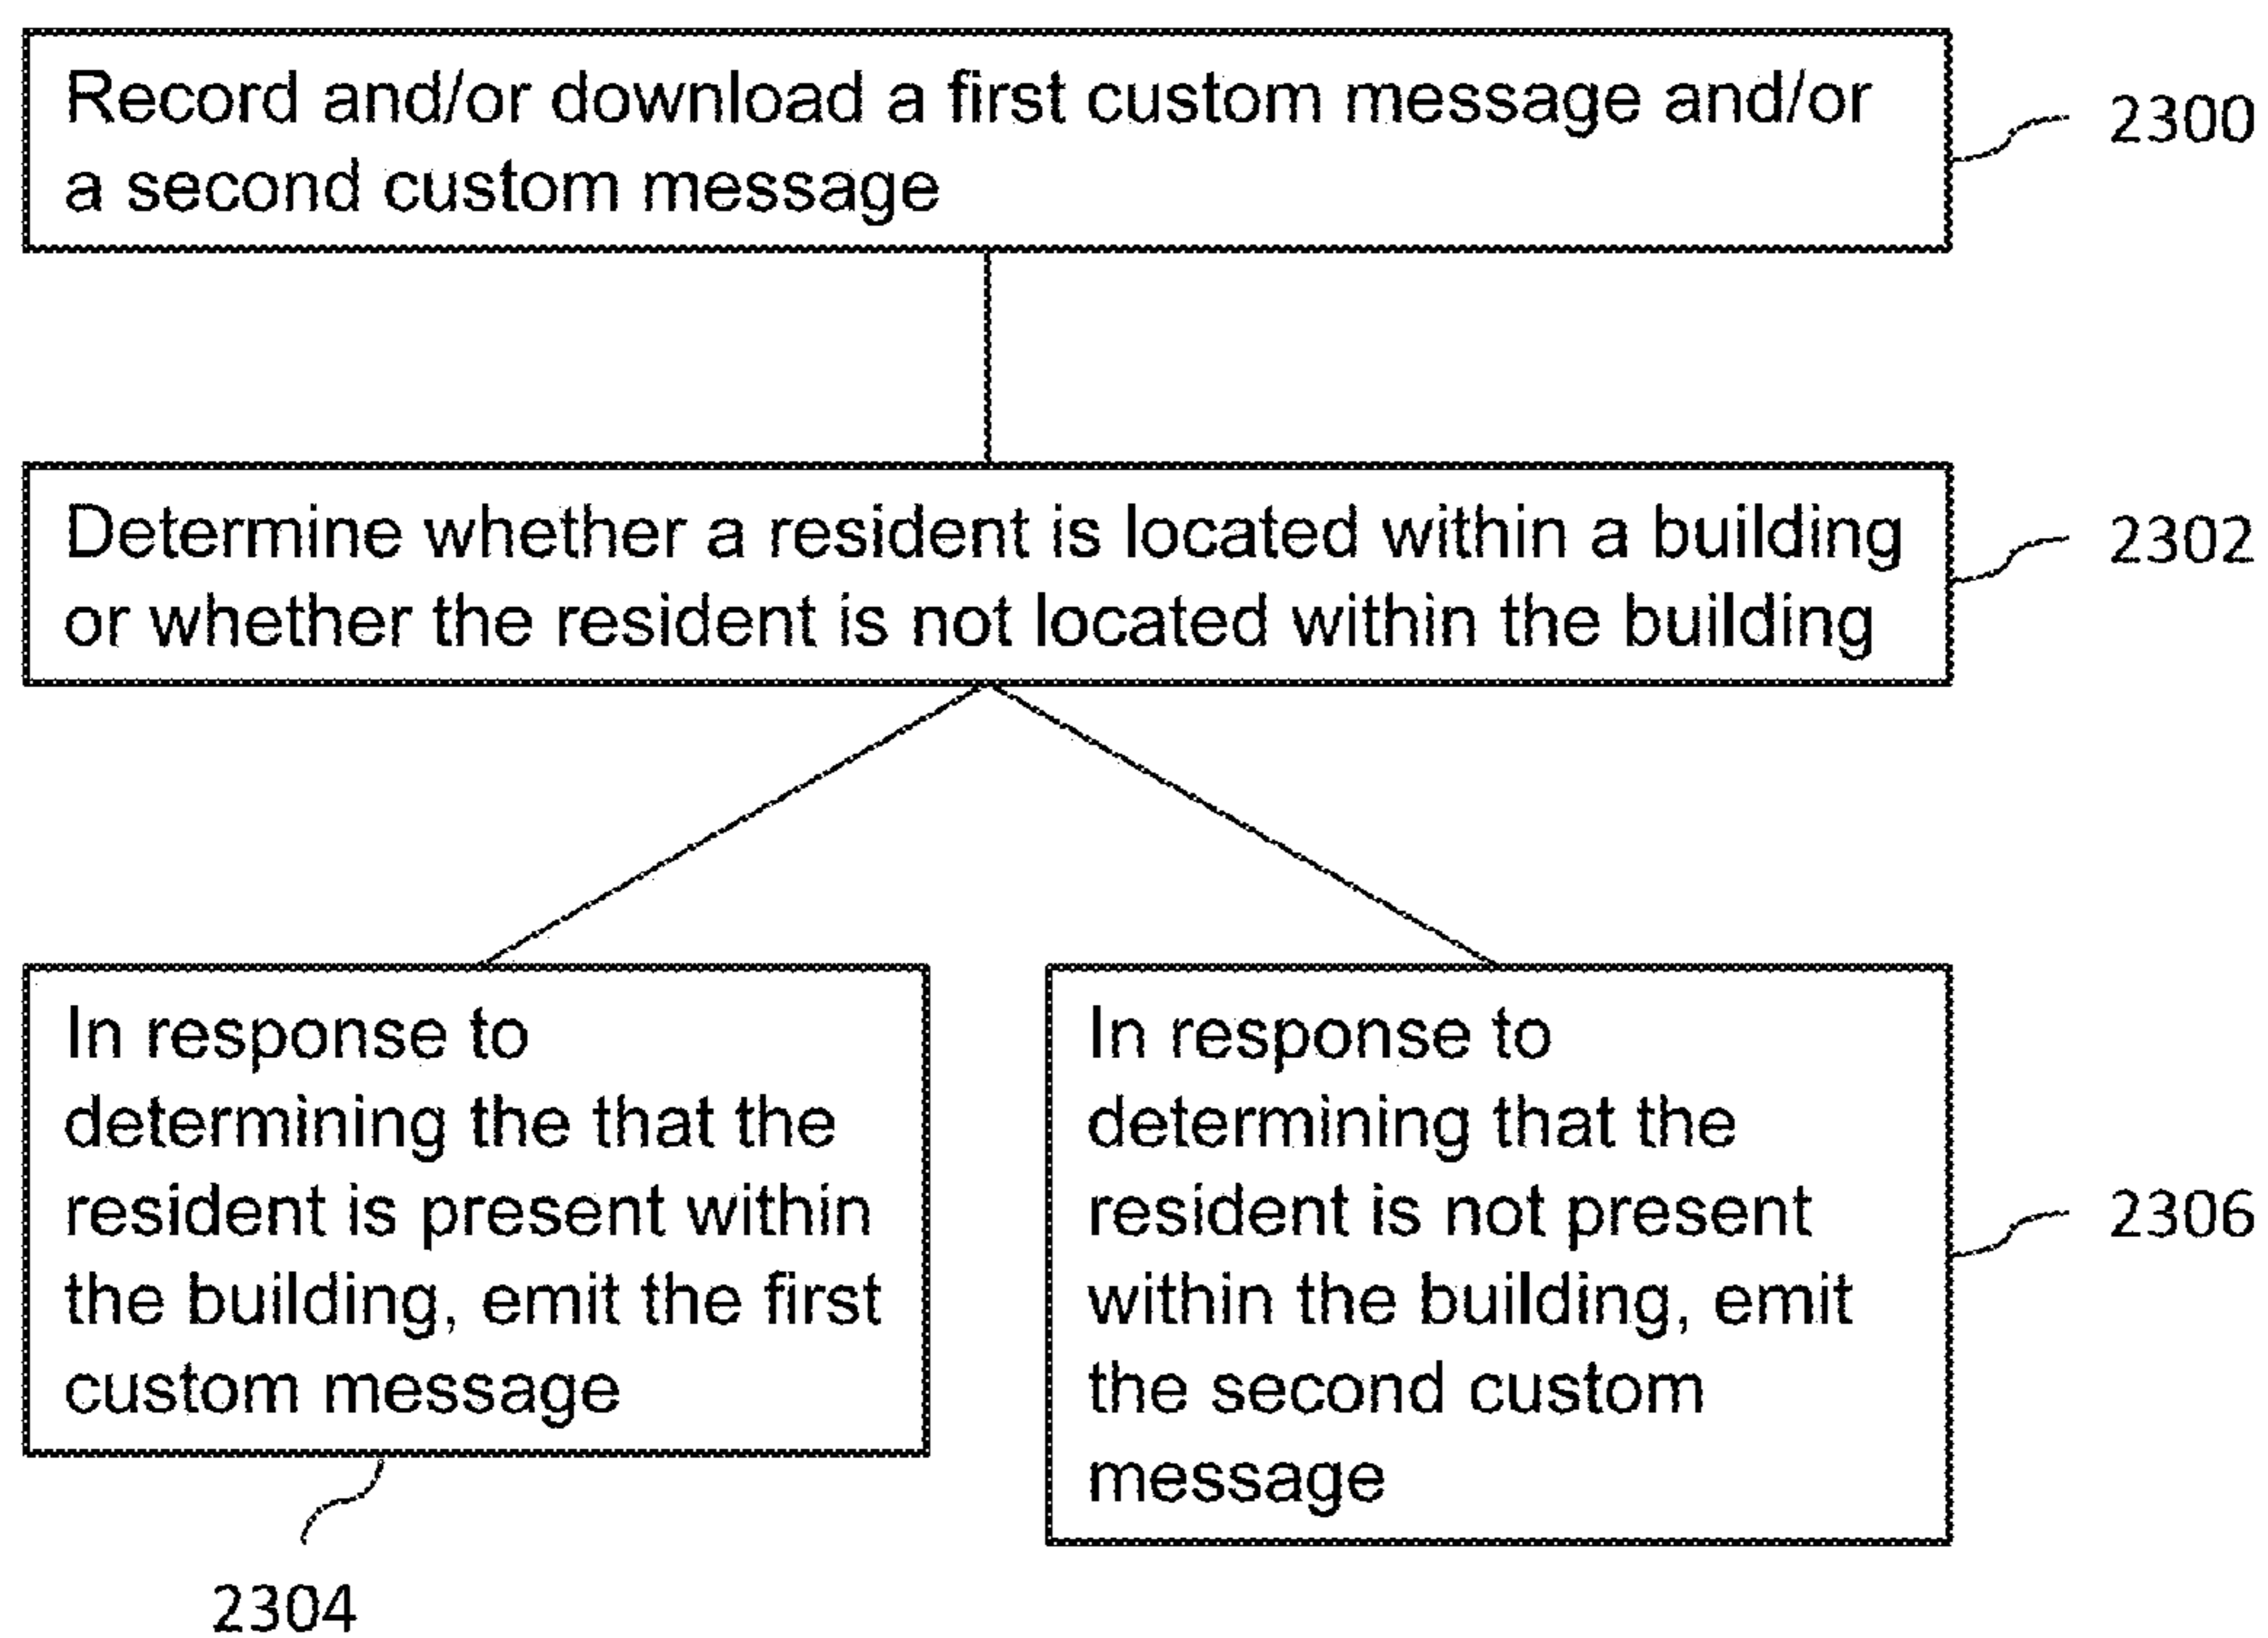 Record and/or download a first custom message and/or
a second custom message
2300
Determine whether a resident is located within a building
or whether the resident is not located within the building
2302
In response to
determining the that the
resident is present within
the building, emit the first
custom message
2304
In response to
determining that the
resident is not present
within the building, emit
the second custom
message
2306